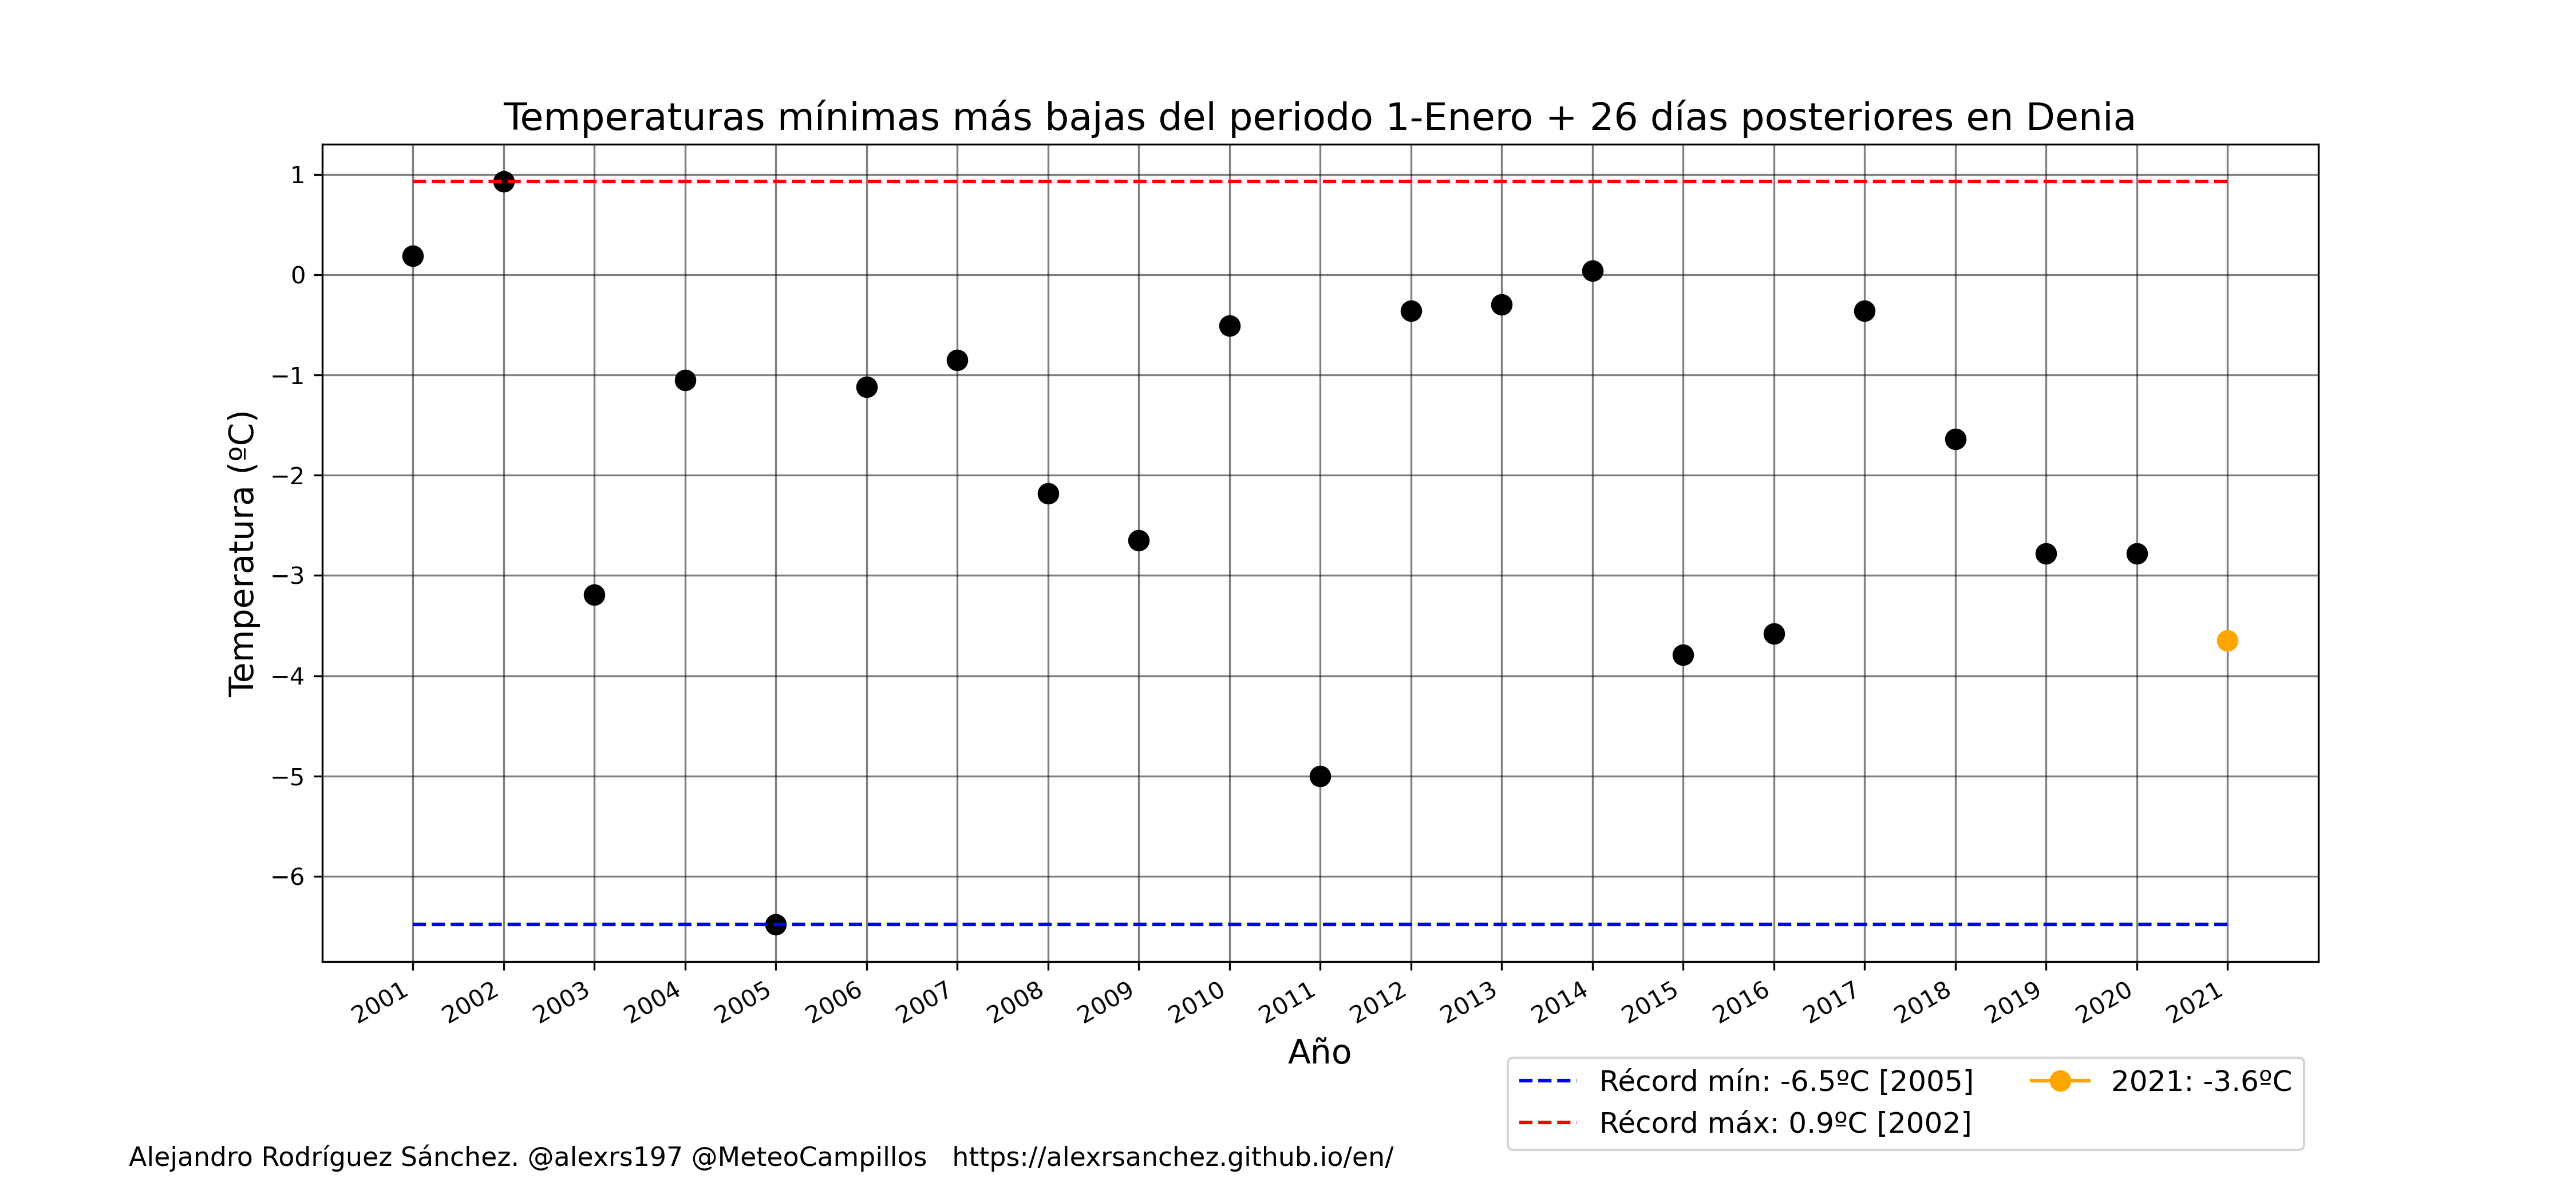 Temperaturas mínimas más bajas del periodo 1-Enero + 26 días posteriores en Denia
Temperatura (ºC)
1
0
−1
−2
−3
−4
−5
−6
2001 2002 2003 2004 2005 2006 2007 2008 2009 2010 2011 2012 2013 2014 2015 2016 2017 2018 2019 2020 2021
Año
Récord mín: -6.5ºC [2005]
Récord máx: 0.9ºC [2002]
2021: -3.6ºC
Alejandro Rodríguez Sánchez. @alexrs197 @MeteoCampillos https://alexrsanchez.github.io/en/